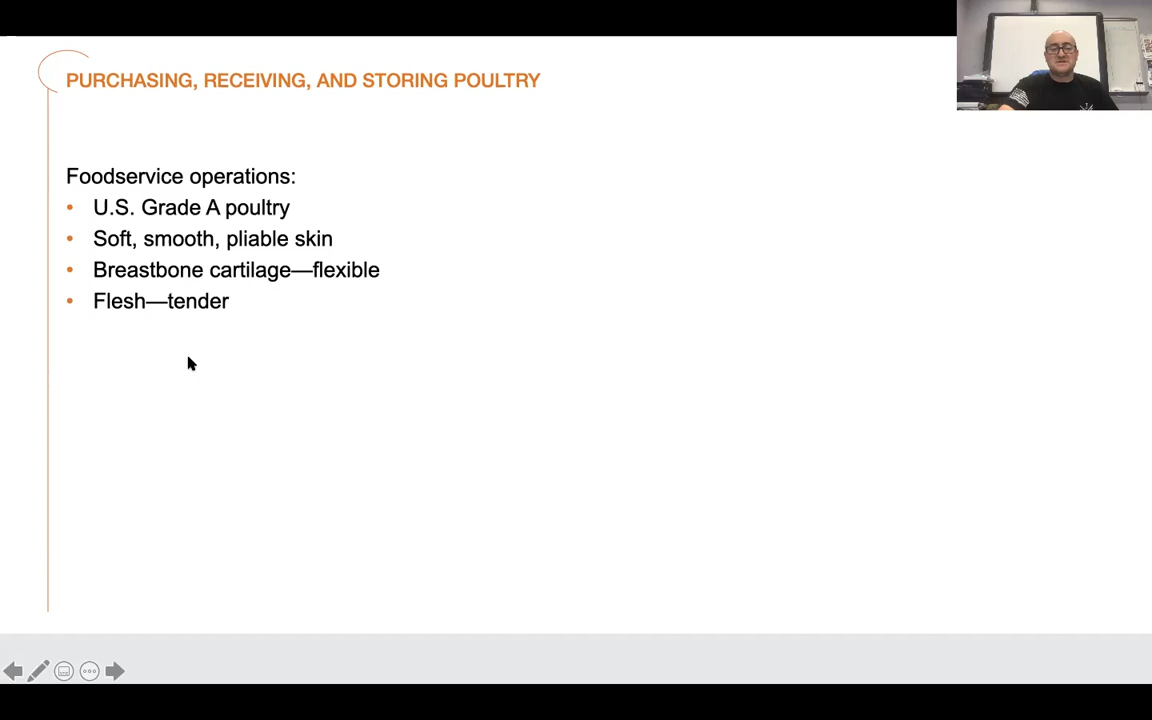 PURCHASING, RECEIVING, AND STORING POULTRY
Foodservice operations:
• U.S. Grade A poultry
• Soft, smooth, pliable skin
• Breastbone cartilage—flexible
• Flesh—tender